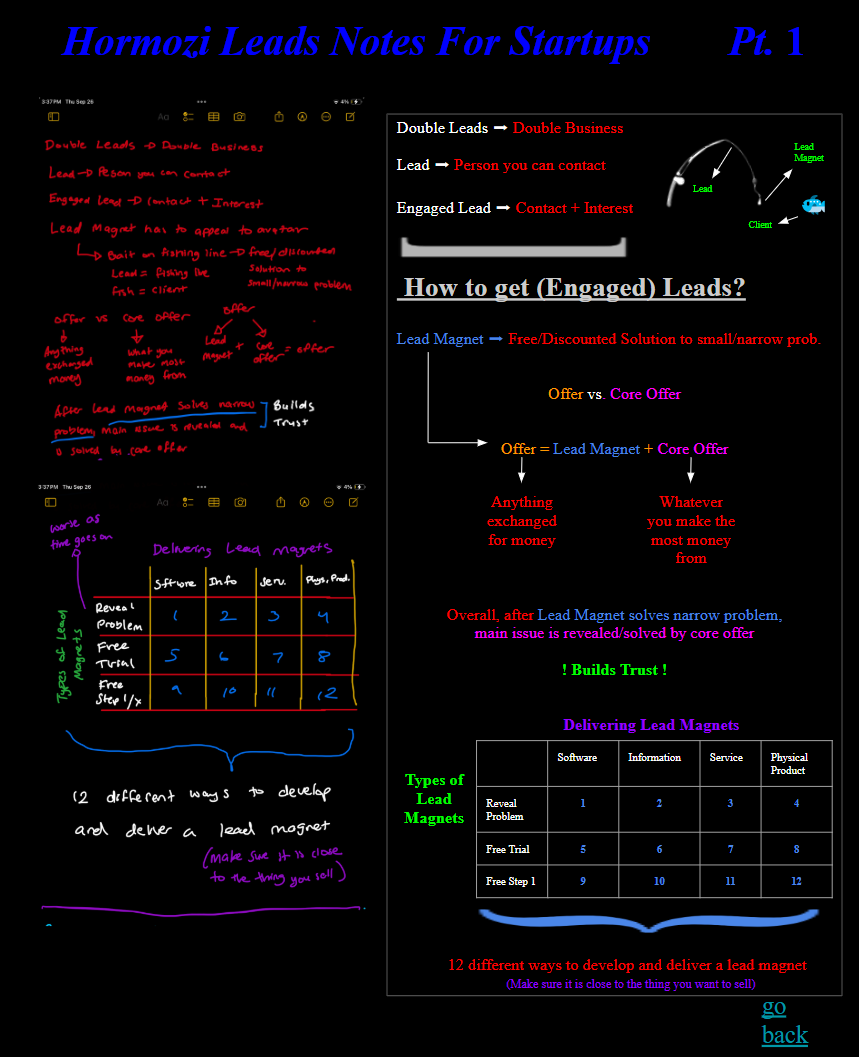 Hormozi Leads Notes For Startups Pt. 1
3:37 PM Thu Sep 26
4%
Aa
Double Leads → Double Business
Lead → Person you can contact
Engaged Lead → Contact + Interest
Lead Magnet has to appeal to avatar
→ Bait on fishing line → free/discounted
Lead = fishing line
Solution to
fish = client
small/narrow problem
offer vs core offer
offer
Anything
exchanged
money
what you
make most
money from
Lead
magnet
+
Core
offer
= offer
After lead magnet solves narrow
problem, main issue is revealed and
solved by core offer
Builds
Trust
3:37 PM Thu Sep 26
4%
Aa
worse as
time goes on
Delivering Lead magnets
Types of Lead
Magnets
Software Info Serv. Phys. Prod.
Reveal
Problem
1 2 3 4
Free
Trial
5 6 7 8
Free
Step 1/x
9 10 11 12
12 different ways to develop
and deliver a lead magnet
(make sure it is close
to the thing you sell)
Double Leads ➞ Double Business
Lead ➞ Person you can contact
Engaged Lead ➞ Contact + Interest
Lead
Magnet
Lead
Client
How to get (Engaged) Leads?
Lead Magnet ➞ Free/Discounted Solution to small/narrow prob.
Offer vs. Core Offer
Offer = Lead Magnet + Core Offer
Anything
exchanged
for money
Whatever
you make the
most money
from
Overall, after Lead Magnet solves narrow problem,
main issue is revealed/solved by core offer
! Builds Trust !
Delivering Lead Magnets
Types of
Lead
Magnets
Software Information Service Physical
Product
Reveal
Problem
1 2 3 4
Free Trial 5 6 7 8
Free Step 1 9 10 11 12
12 different ways to develop and deliver a lead magnet
(Make sure it is close to the thing you want to sell)
go
back